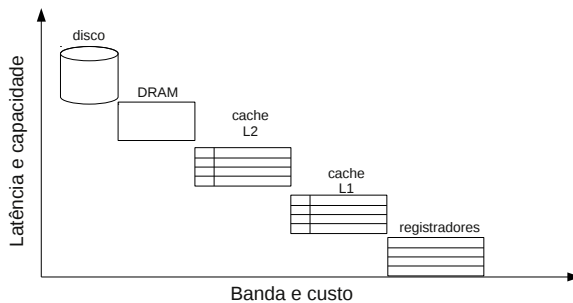 disco
DRAM
cache
L2
cache
L1
registradores
Latência e capacidade
Banda e custo